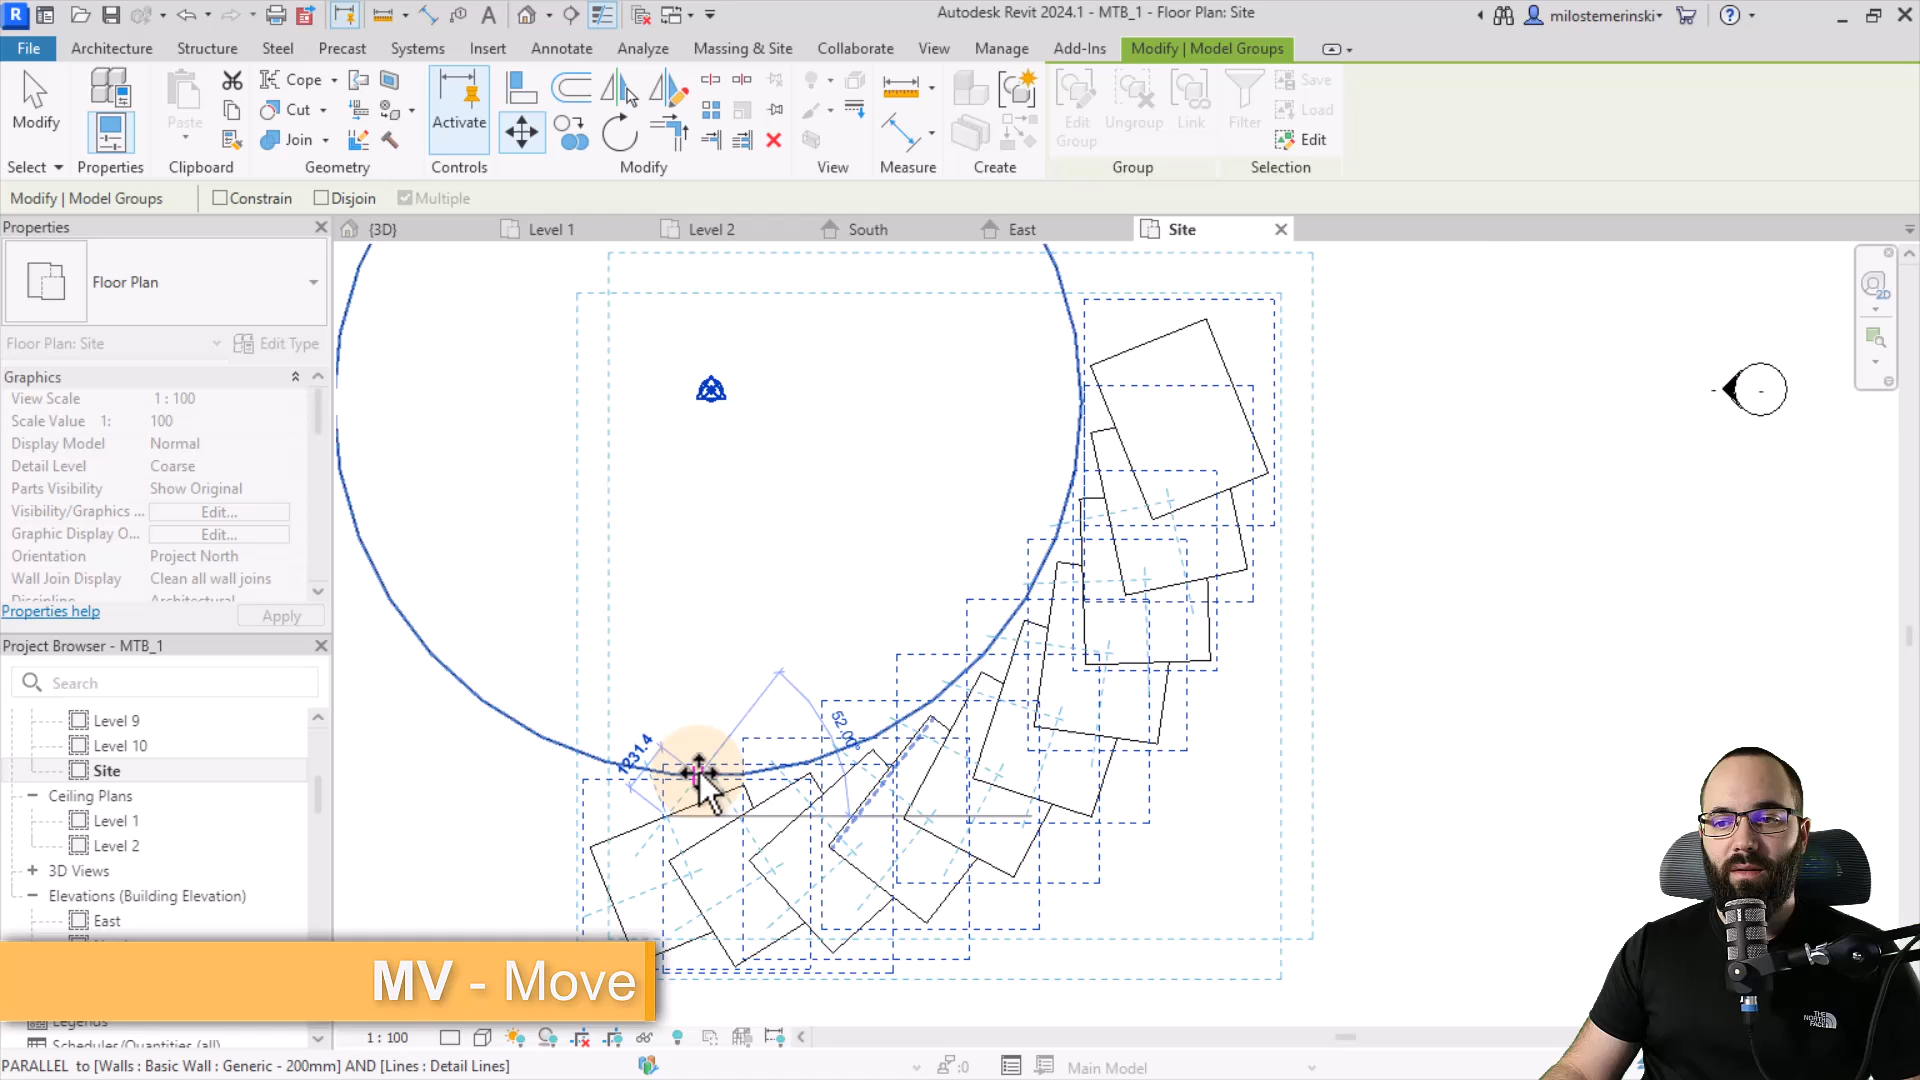 Autodesk Revit 2024.1 - MTB_1 - Floor Plan: Site
milostemerinski
File
Architecture
Structure
Steel
Precast
Systems
Insert
Annotate
Analyze
Massing & Site
Collaborate
View
Manage
Add-Ins
Modify | Model Groups
Modify
Paste
Cope
Cut
Join
Activate
Edit
Group
Ungroup
Link
Filter
Save
Load
Edit
Select
Properties
Clipboard
Geometry
Controls
Modify
View
Measure
Create
Group
Selection
Modify | Model Groups
Constrain
Disjoin
Multiple
Properties
{3D}
Level 1
Level 2
South
East
Site
Floor Plan
Floor Plan: Site
Edit Type
Graphics
View Scale 1 : 100
Scale Value 1: 100
Display Model Normal
Detail Level Coarse
Parts Visibility Show Original
Visibility/Graphics ... Edit...
Graphic Display O... Edit...
Orientation Project North
Wall Join Display Clean all wall joins
Properties help
Apply
2D
Project Browser - MTB_1
Search
Level 9
Level 10
Site
Ceiling Plans
Level 1
Level 2
3D Views
Elevations (Building Elevation)
East
Legends
Schedules/Quantities (all)
1231.4
52.00°
MV - Move
1 : 100
PARALLEL to [Walls : Basic Wall : Generic - 200mm] AND [Lines : Detail Lines]
:0
Main Model
THE
NORTH
FACE